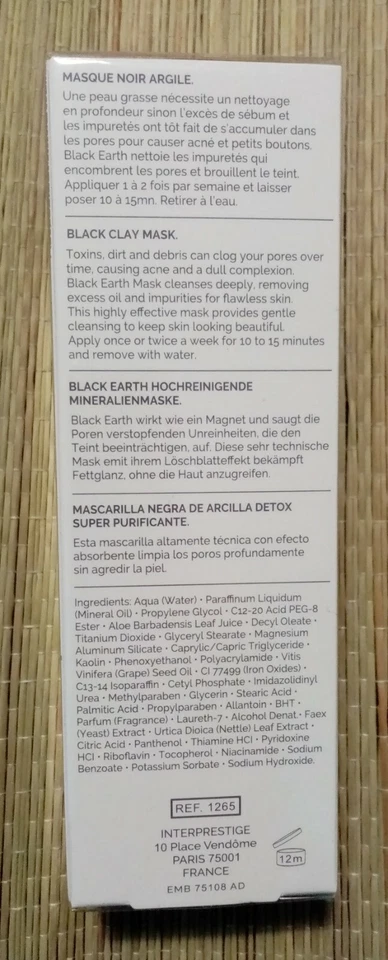 MASQUE NOIR ARGILE.
Une peau grasse nécessite un nettoyage
en profondeur sinon l'excès de sébum et
les impuretés ont tôt fait de s'accumuler dans
les pores pour causer acné et petits boutons.
Black Earth nettoie les impuretés qui
encombrent les pores et brouillent le teint.
Appliquer 1 à 2 fois par semaine et laisser
poser 10 à 15mn. Retirer à l'eau.
BLACK CLAY MASK.
Toxins, dirt and debris can clog your pores over
time, causing acne and a dull complexion.
Black Earth Mask cleanses deeply, removing
excess oil and impurities for flawless skin.
This highly effective mask provides gentle
cleansing to keep skin looking beautiful.
Apply once or twice a week for 10 to 15 minutes
and remove with water.
BLACK EARTH HOCHREINIGENDE
MINERALIENMASKE.
Black Earth wirkt wie ein Magnet und saugt die
Poren verstopfenden Unreinheiten, die den
Teint beeinträchtigen, auf. Diese sehr technische
Mask emit ihrem Löschblatteffekt bekämpft
Fettglanz, ohne die Haut anzugreifen.
MASCARILLA NEGRA DE ARCILLA DETOX
SUPER PURIFICANTE.
Esta mascarilla altamente técnica con efecto
absorbente limpia los poros profundamente
sin agredir la piel.
Ingredients: Aqua (Water) • Paraffinum Liquidum
(Mineral Oil) • Propylene Glycol • C12-20 Acid PEG-8
Ester • Aloe Barbadensis Leaf Juice • Decyl Oleate •
Titanium Dioxide • Glyceryl Stearate • Magnesium
Aluminum Silicate • Caprylic/Capric Triglyceride •
Kaolin • Phenoxyethanol • Polyacrylamide • Vitis
Vinifera (Grape) Seed Oil • CI 77499 (Iron Oxides) •
C13-14 Isoparaffin • Cetyl Phosphate • Imidazolidinyl
Urea • Methylparaben • Glycerin • Stearic Acid •
Palmitic Acid • Propylparaben • Allantoin • BHT •
Parfum (Fragrance) • Laureth-7 • Alcohol Denat. • Faex
(Yeast) Extract • Urtica Dioica (Nettle) Leaf Extract •
Citric Acid • Panthenol • Thiamine HCl • Pyridoxine
HCl • Riboflavin • Tocopherol • Niacinamide • Sodium
Benzoate • Potassium Sorbate • Sodium Hydroxide.
REF. 1265
INTERPRESTIGE
10 Place Vendôme
PARIS 75001
FRANCE
EMB 75108 AD
12m